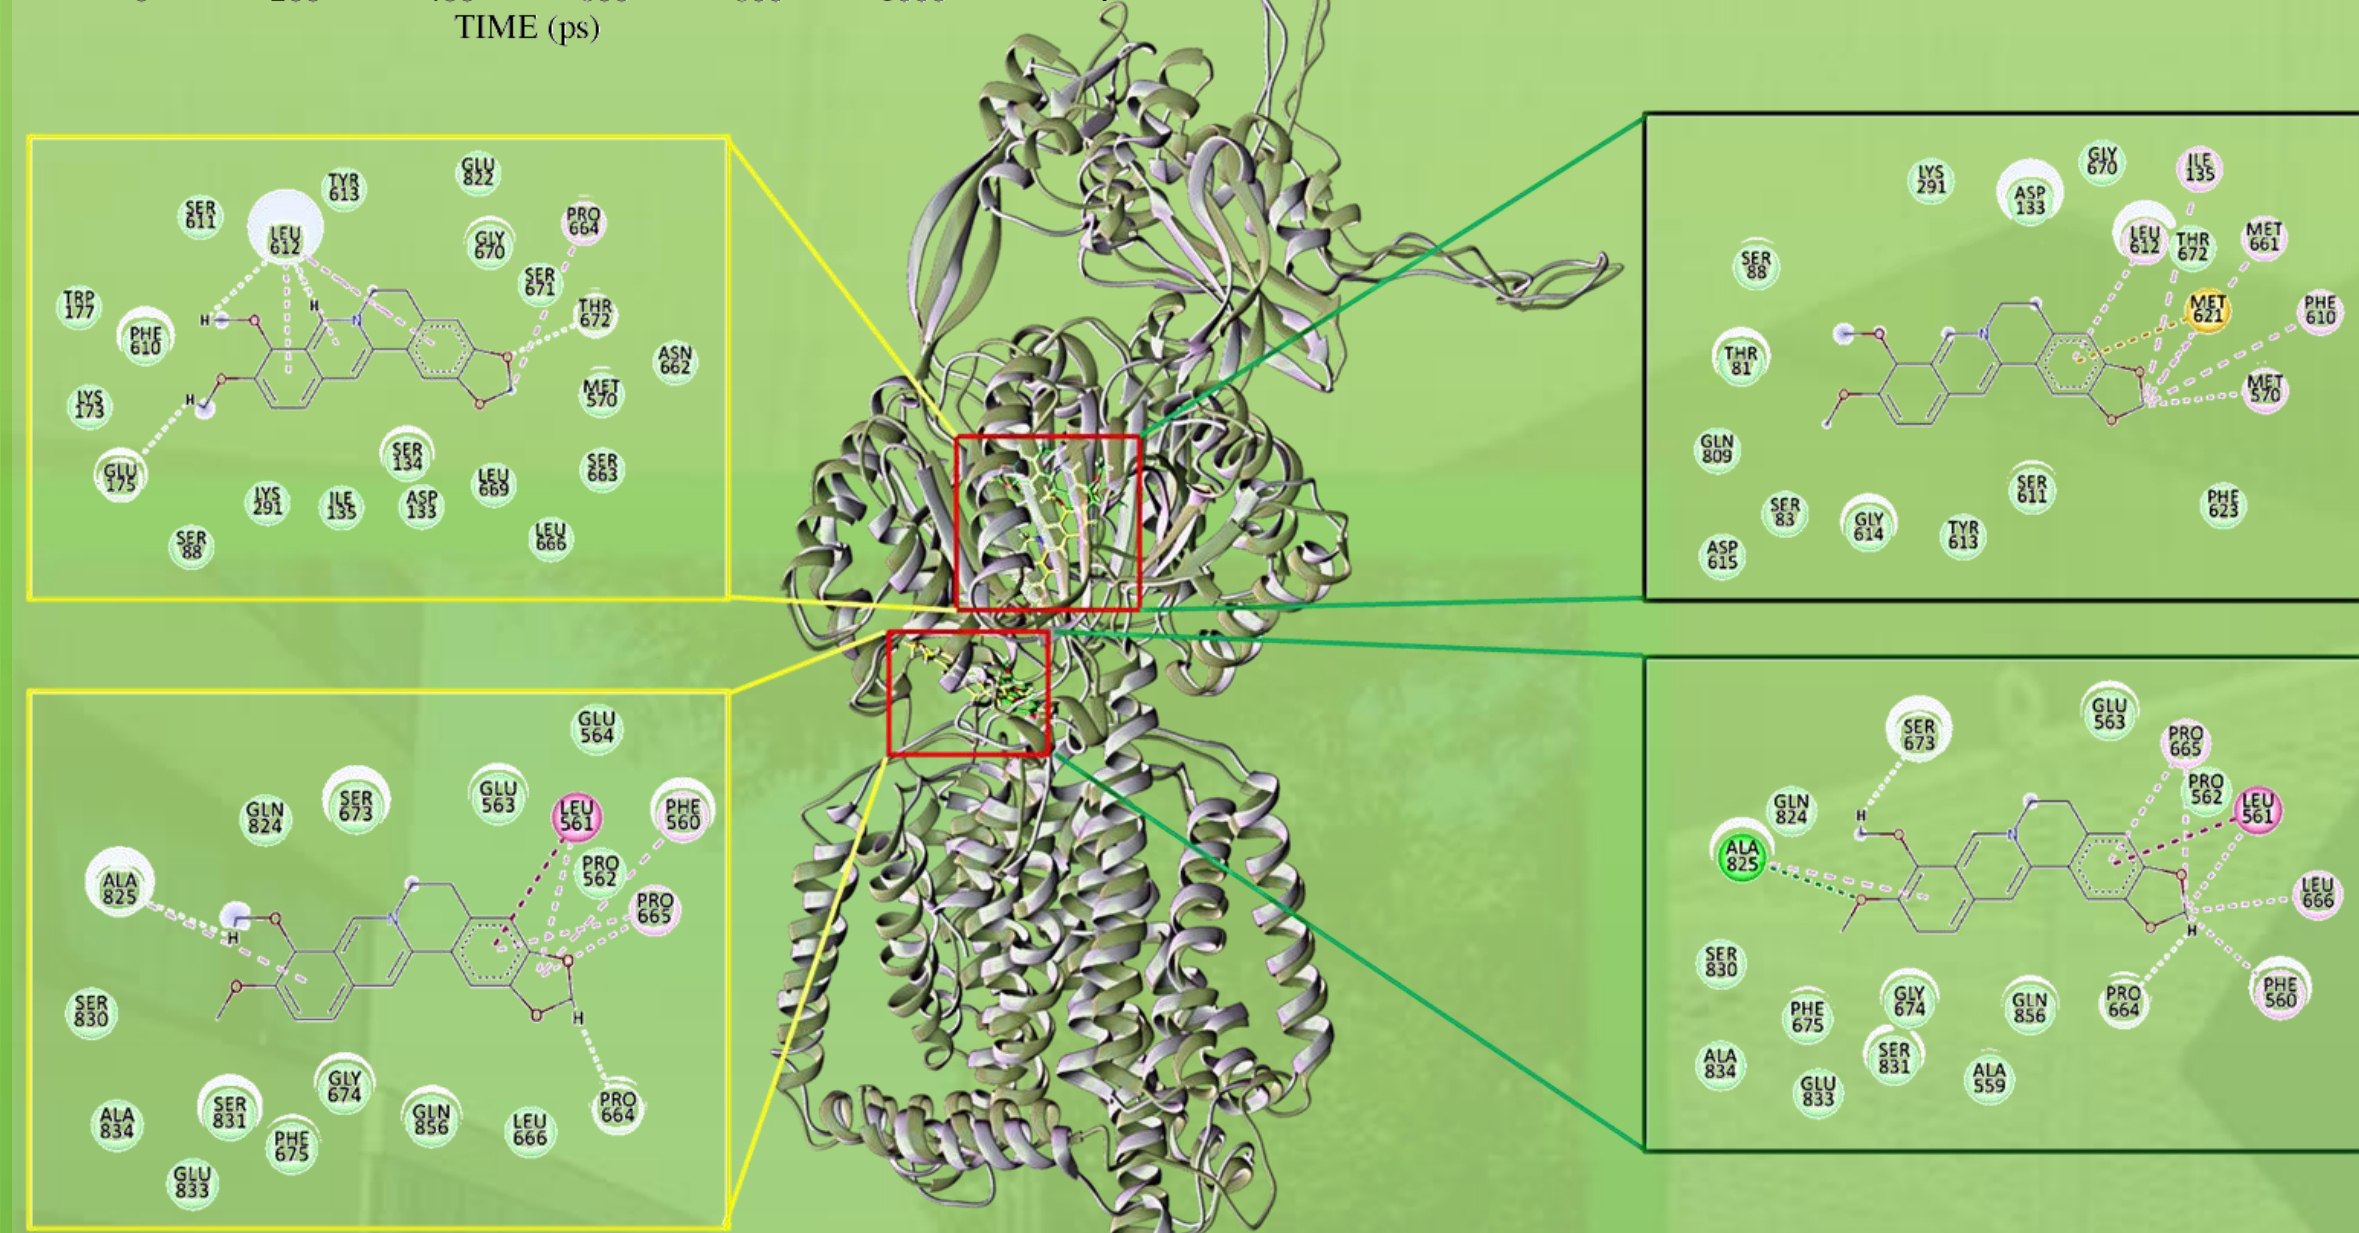 TIME (ps)
GLU
822
TYR
613
SER
611
LEU
612
PRO
664
GLY
670
SER
671
TRP
177
PHE
610
H
H
O
N
THR
672
O
ASN
662
LYS
173
H
O
MET
570
O
GLU
175
SER
134
LEU
669
SER
663
LYS
291
ILE
135
ASP
133
SER
88
LEU
666
GLY
670
ILE
135
LYS
291
ASP
133
LEU
612
THR
672
MET
661
SER
88
MET
621
PHE
610
O
N
THR
81
O
O
MET
570
O
GLN
809
SER
611
PHE
623
SER
83
GLY
614
TYR
613
ASP
615
GLU
564
GLN
824
SER
673
GLU
563
LEU
561
PHE
560
PRO
562
ALA
825
PRO
665
O
N
H
O
O
O
H
SER
830
GLY
674
SER
831
GLN
856
PRO
664
ALA
834
PHE
675
LEU
666
GLU
833
SER
673
GLU
563
PRO
665
PRO
562
GLN
824
LEU
561
H
O
N
ALA
825
O
O
LEU
666
O
H
SER
830
PHE
675
GLY
674
GLN
856
PRO
664
PHE
560
ALA
834
SER
831
GLU
833
ALA
559